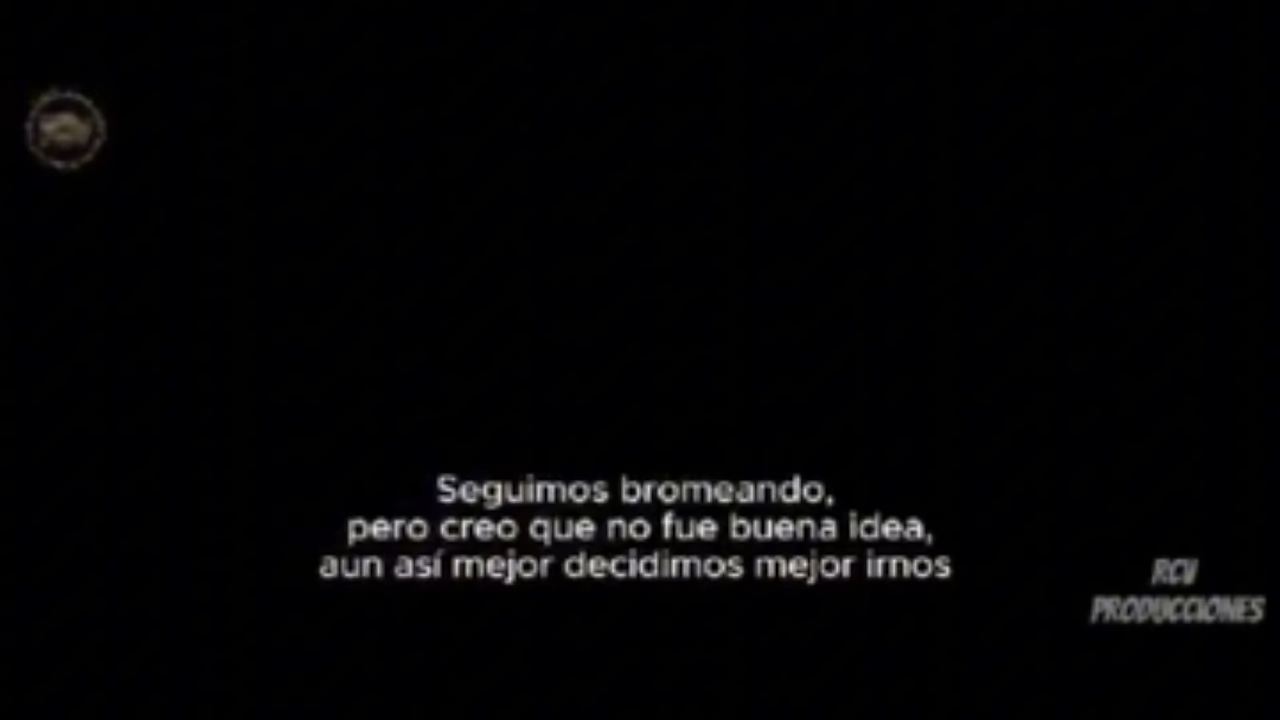 Seguimos bromeando,
pero creo que no fue buena idea,
aun así mejor decidimos mejor irnos
RCV
PRODUCCIONES